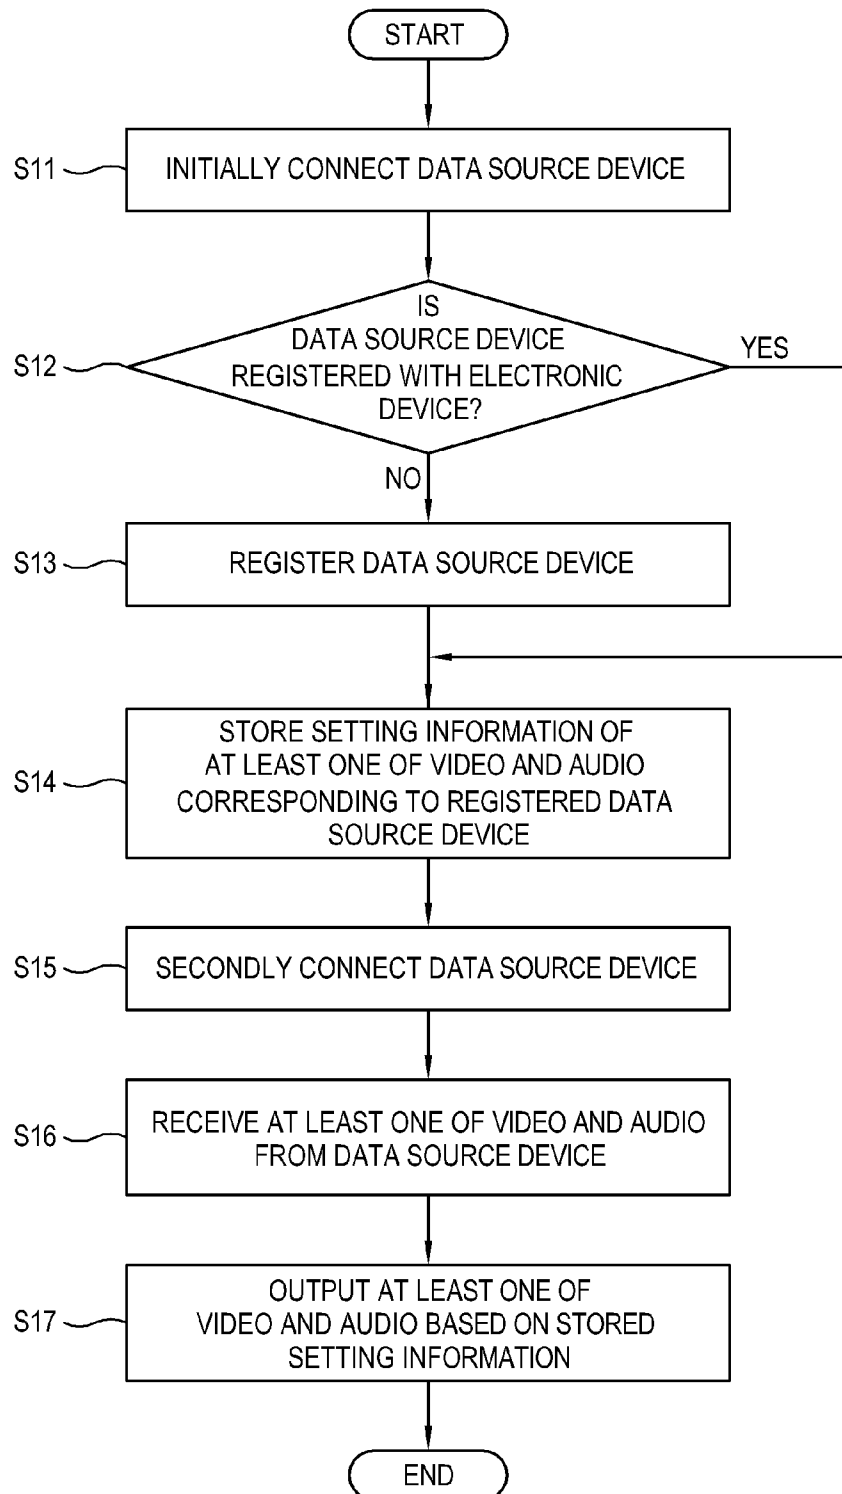 START
S11
INITIALLY CONNECT DATA SOURCE DEVICE
S12
IS
DATA SOURCE DEVICE
REGISTERED WITH ELECTRONIC
DEVICE?
YES
NO
S13
REGISTER DATA SOURCE DEVICE
S14
STORE SETTING INFORMATION OF
AT LEAST ONE OF VIDEO AND AUDIO
CORRESPONDING TO REGISTERED DATA
SOURCE DEVICE
S15
SECONDLY CONNECT DATA SOURCE DEVICE
S16
RECEIVE AT LEAST ONE OF VIDEO AND AUDIO
FROM DATA SOURCE DEVICE
S17
OUTPUT AT LEAST ONE OF
VIDEO AND AUDIO BASED ON STORED
SETTING INFORMATION
END